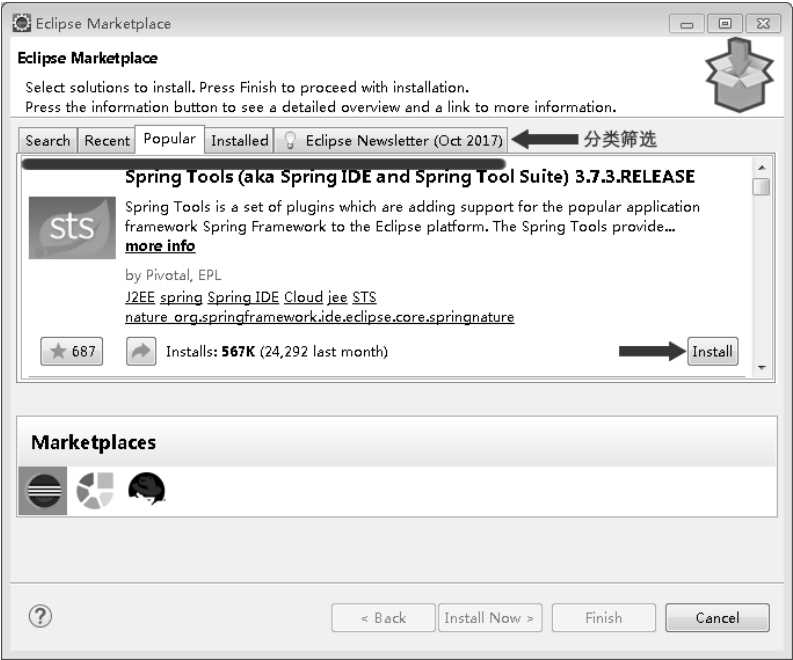 Eclipse Marketplace
Eclipse Marketplace
Select solutions to install. Press Finish to proceed with installation.
Press the information button to see a detailed overview and a link to more information.
Search Recent Popular Installed Eclipse Newsletter (Oct 2017) 分类筛选
Spring Tools (aka Spring IDE and Spring Tool Suite) 3.7.3.RELEASE
sts
Spring Tools is a set of plugins which are adding support for the popular application
framework Spring Framework to the Eclipse platform. The Spring Tools provide...
more info
by Pivotal, EPL
J2EE spring Spring IDE Cloud jee STS
nature_org.springframework.ide.eclipse.core.springnature
687 Installs: 567K (24,292 last month) Install
Marketplaces
? < Back Install Now > Finish Cancel